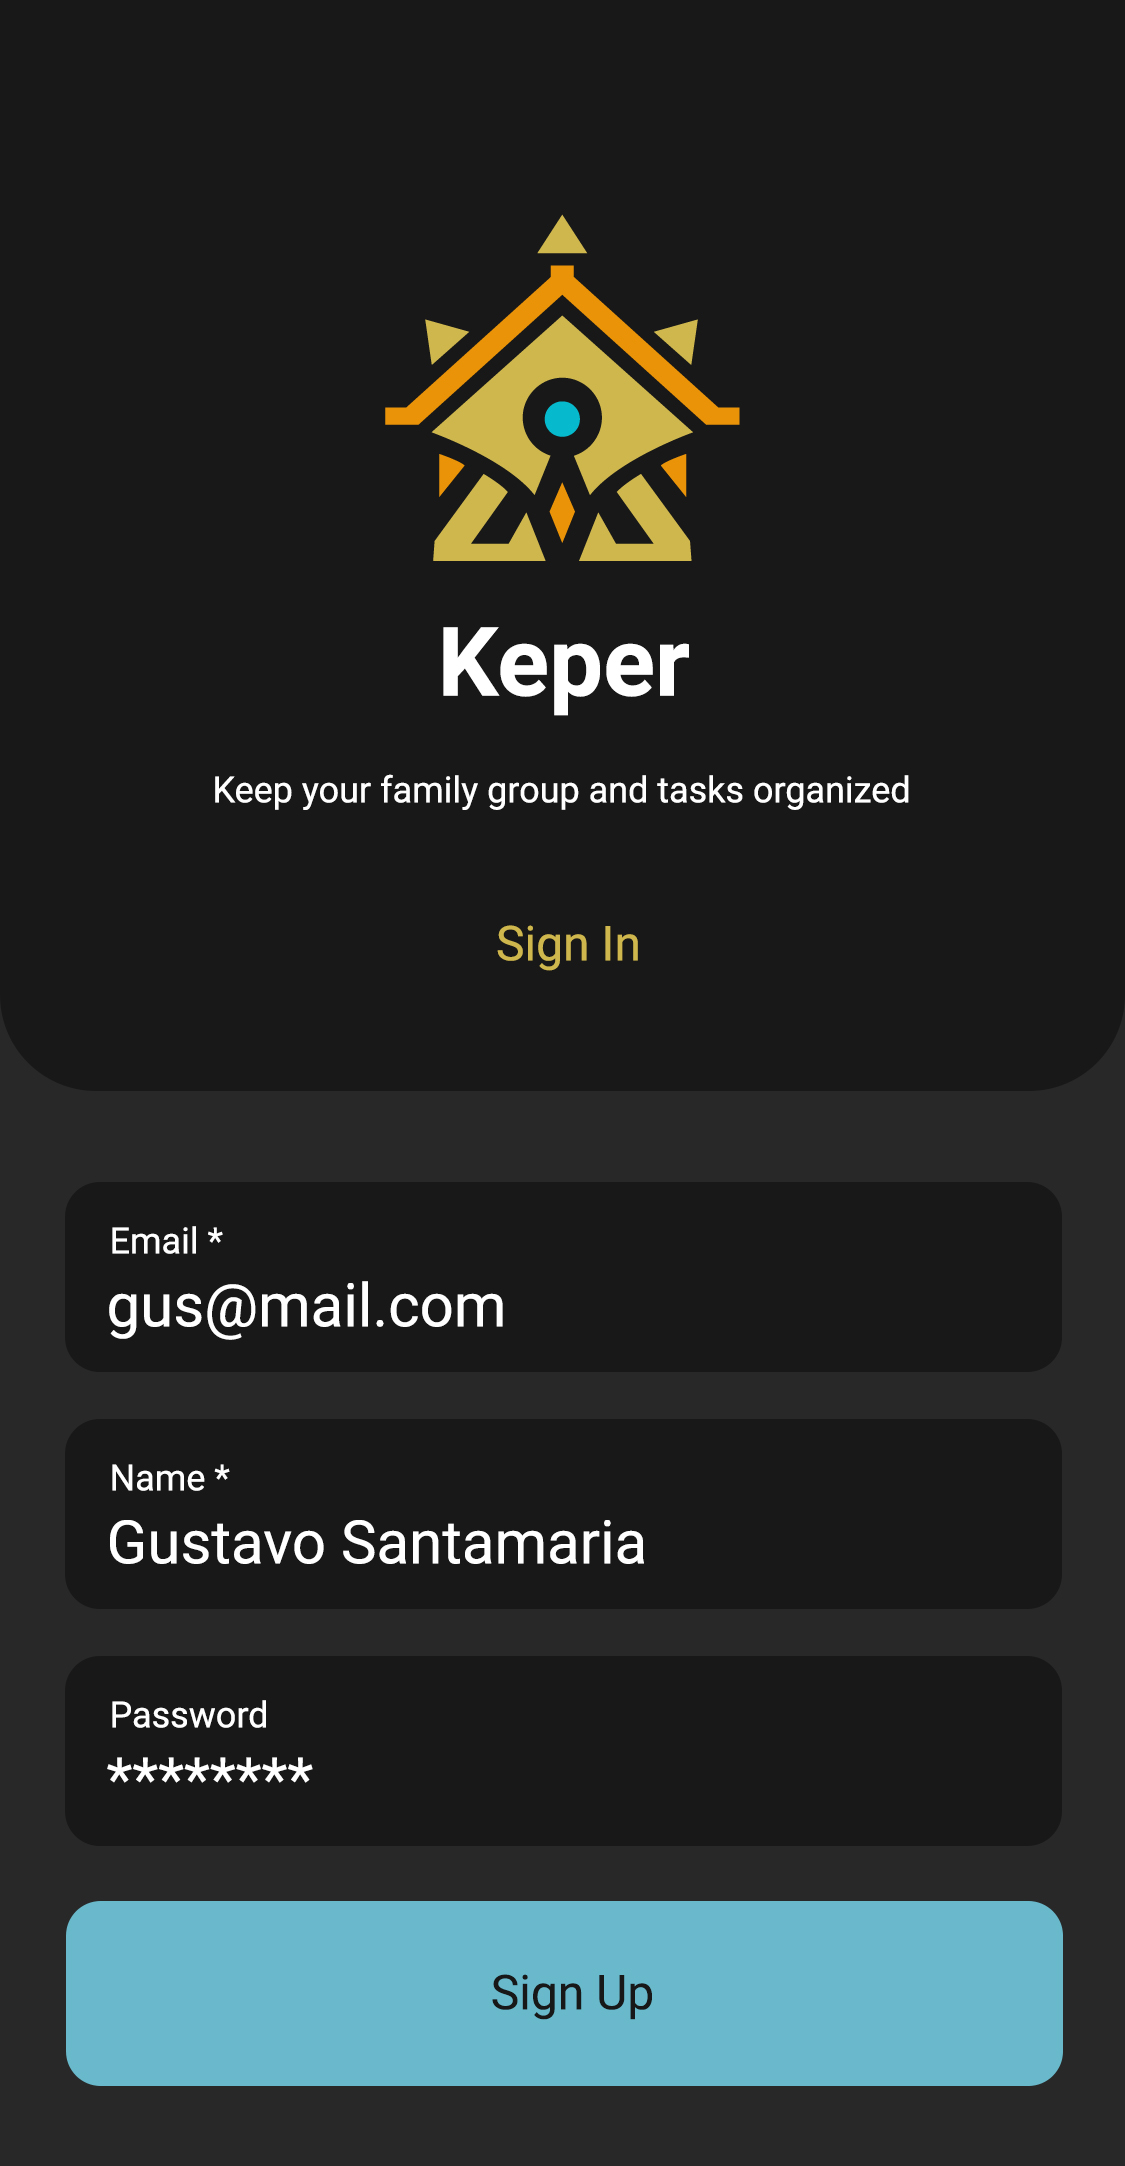 Keper
Keep your family group and tasks organized
Sign In
Email *
gus@mail.com
Name *
Gustavo Santamaria
Password
********
Sign Up